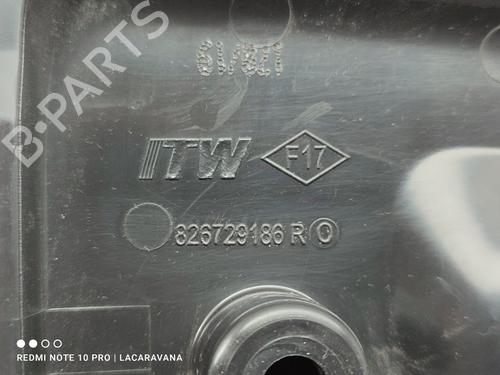 B-PARTS
ITW F17
826729186 R O
REDMI NOTE 10 PRO | LACARAVANA